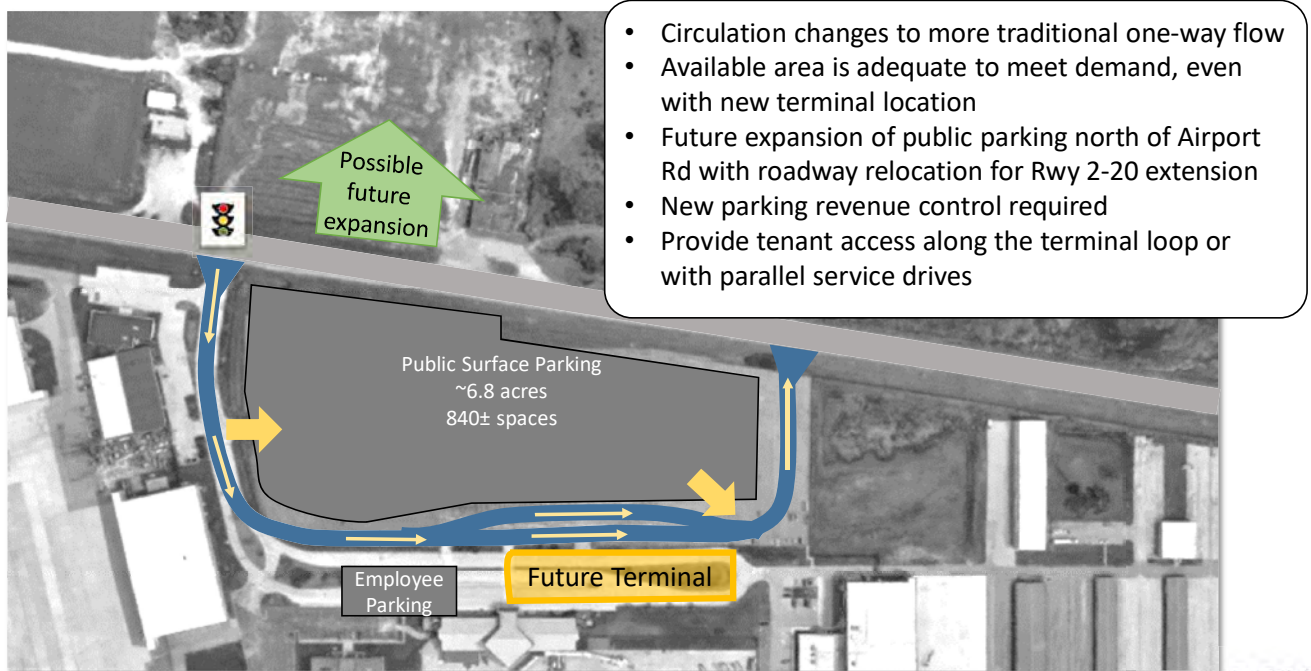 • Circulation changes to more traditional one-way flow
• Available area is adequate to meet demand, even
with new terminal location
• Future expansion of public parking north of Airport
Rd with roadway relocation for Rwy 2-20 extension
• New parking revenue control required
• Provide tenant access along the terminal loop or
with parallel service drives
Possible
future
expansion
Public Surface Parking
~6.8 acres
840± spaces
Employee
Parking
Future Terminal